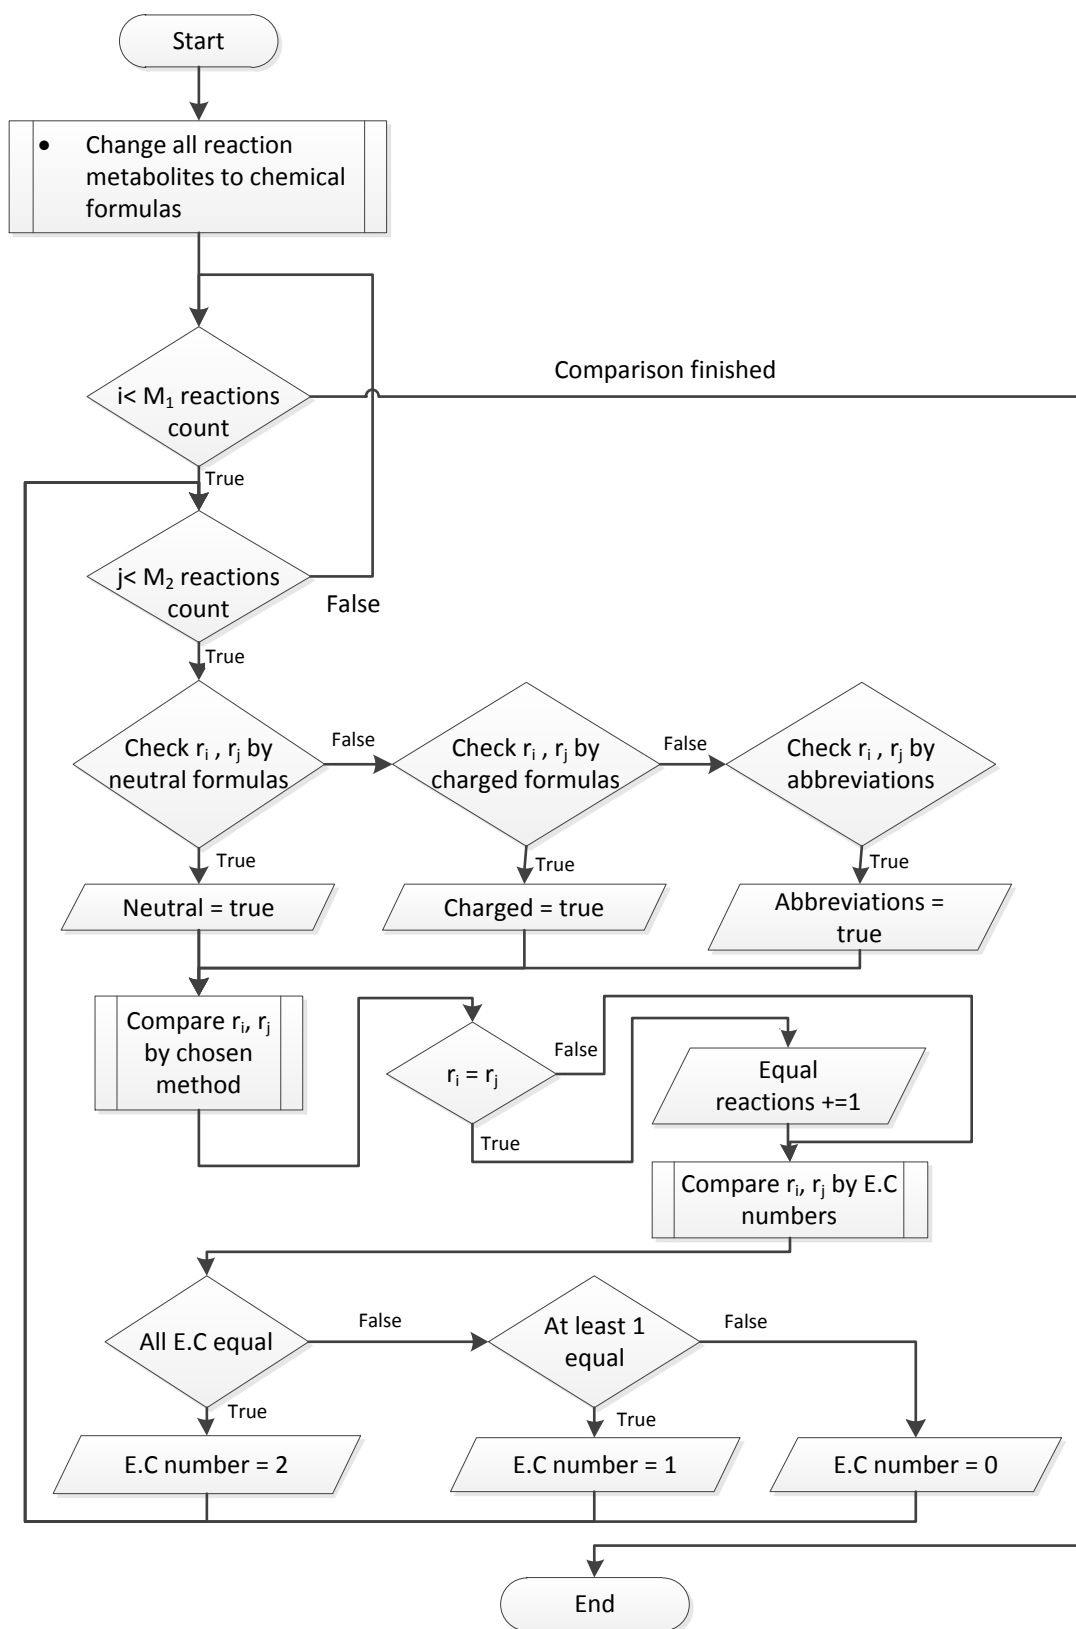 Start
• Change all reaction
metabolites to chemical
formulas
Comparison finished
i< M₁ reactions
count
True
j< M₂ reactions
count
False
True
Check rᵢ , rⱼ by
neutral formulas
False
Check rᵢ , rⱼ by
charged formulas
False
Check rᵢ , rⱼ by
abbreviations
True
True
True
Neutral = true
Charged = true
Abbreviations =
true
Compare rᵢ, rⱼ
by chosen
method
rᵢ = rⱼ
False
True
Equal
reactions +=1
Compare rᵢ, rⱼ by E.C
numbers
All E.C equal
False
At least 1
equal
False
True
True
E.C number = 2
E.C number = 1
E.C number = 0
End